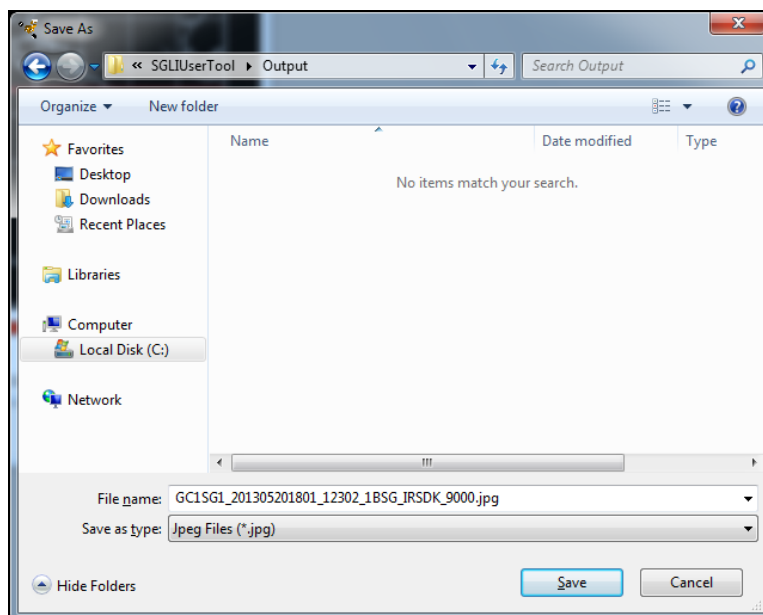 Save As
« SGLIUserTool ▸ Output
Search Output
Organize
New folder
Name
Date modified
Type
No items match your search.
Favorites
Desktop
Downloads
Recent Places
Libraries
Computer
Local Disk (C:)
Network
File name: GC1SG1_201305201801_12302_1BSG_IRSDK_9000.jpg
Save as type: Jpeg Files (*.jpg)
Hide Folders
Save
Cancel